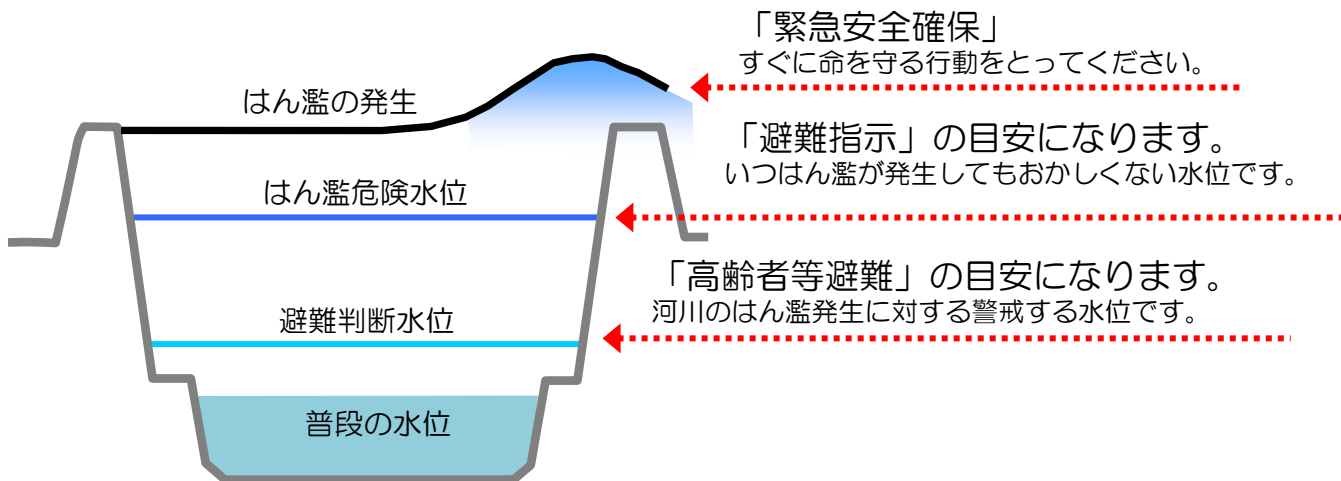 「緊急安全確保」
すぐに命を守る行動をとってください。
はん濫の発生
「避難指示」の目安になります。
いつはん濫が発生してもおかしくない水位です。
はん濫危険水位
「高齢者等避難」の目安になります。
河川のはん濫発生に対する警戒する水位です。
避難判断水位
普段の水位